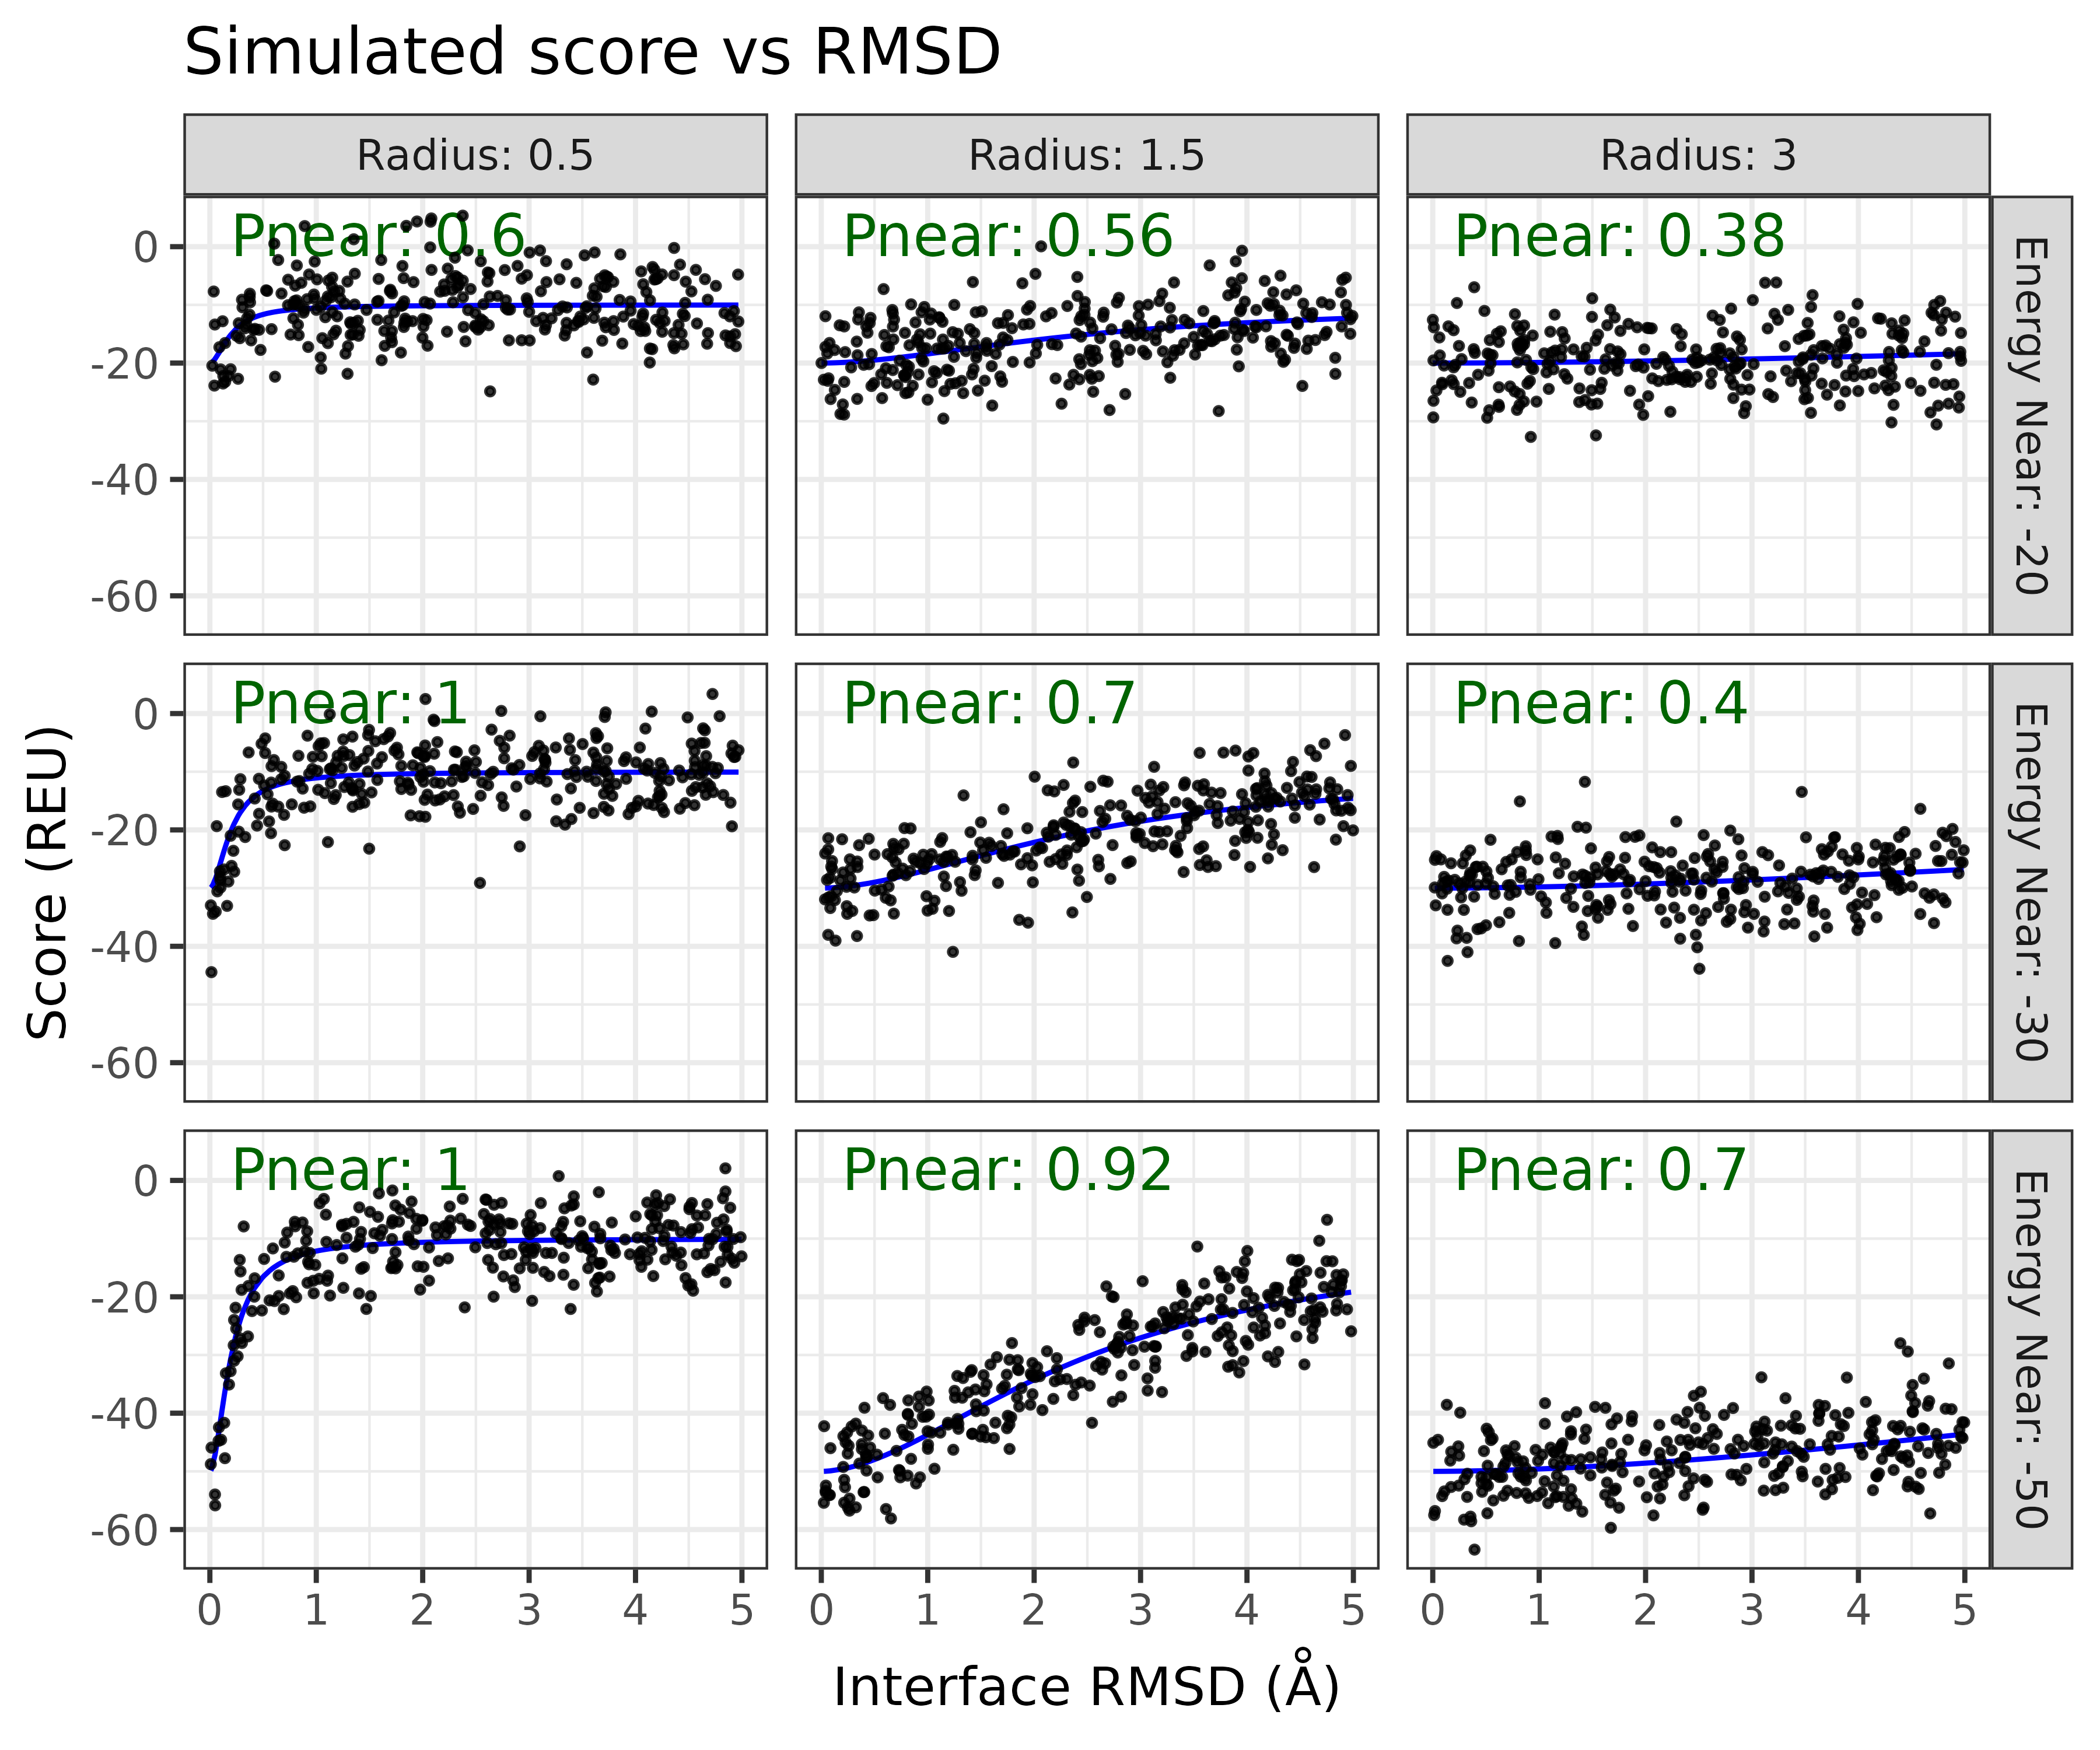 Simulated score vs RMSD
Radius: 0.5
Radius: 1.5
Radius: 3
Pnear: 0.6
Pnear: 0.56
Pnear: 0.38
0
-20
-40
-60
Energy Near: -20
Pnear: 1
Pnear: 0.7
Pnear: 0.4
0
-20
-40
-60
Energy Near: -30
Score (REU)
Pnear: 1
Pnear: 0.92
Pnear: 0.7
0
-20
-40
-60
Energy Near: -50
0 1 2 3 4 5
0 1 2 3 4 5
0 1 2 3 4 5
Interface RMSD (Å)